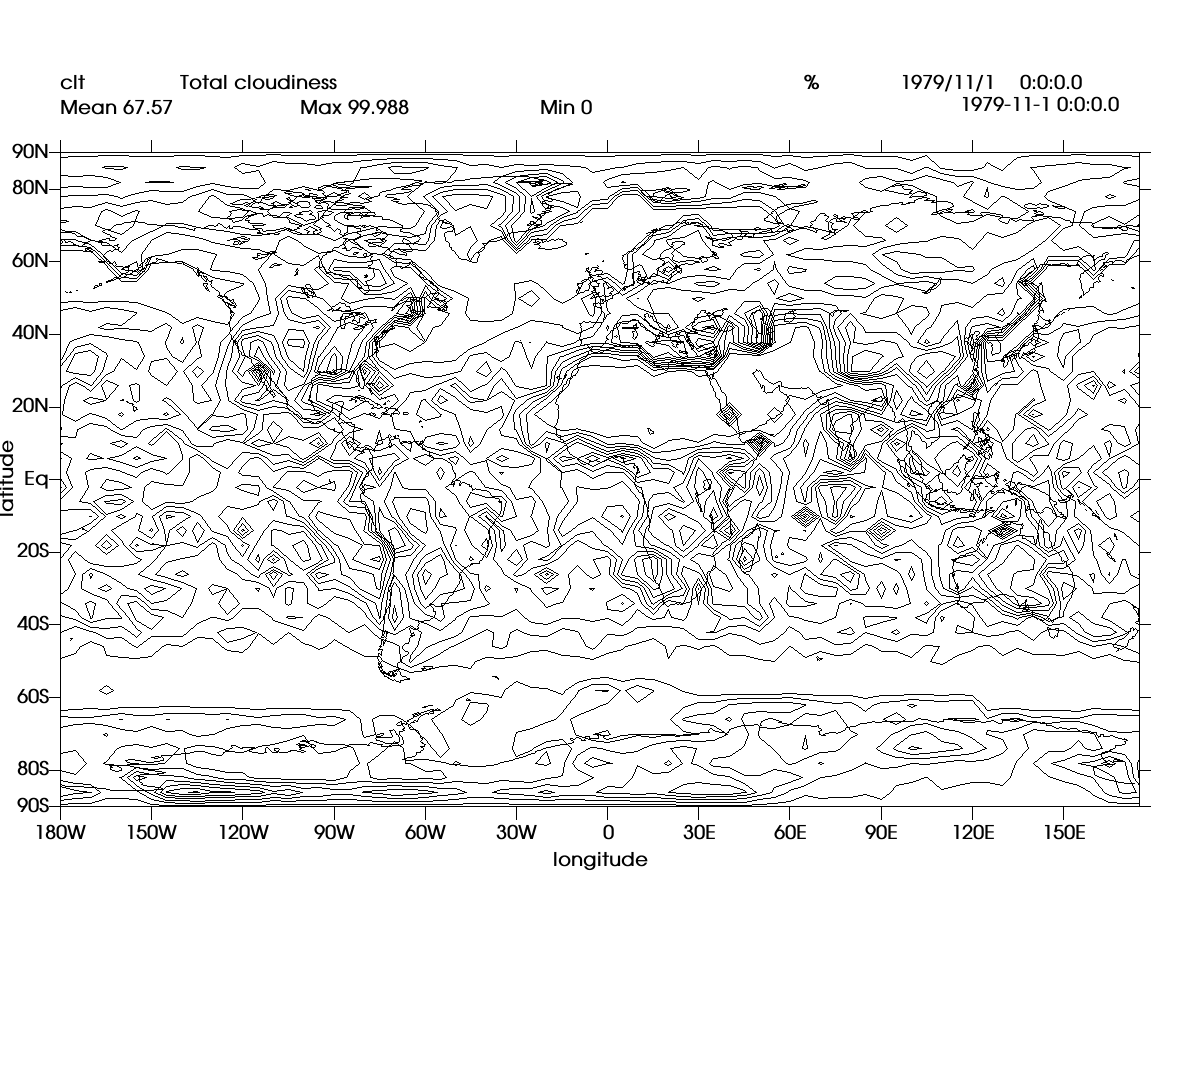 clt Total cloudiness % 1979/11/1 0:0:0.0
Mean 67.57 Max 99.988 Min 0 1979-11-1 0:0:0.0
90N
80N
60N
40N
20N
latitude
Eq
20S
40S
60S
80S
90S
180W 150W 120W 90W 60W 30W 0 30E 60E 90E 120E 150E
longitude